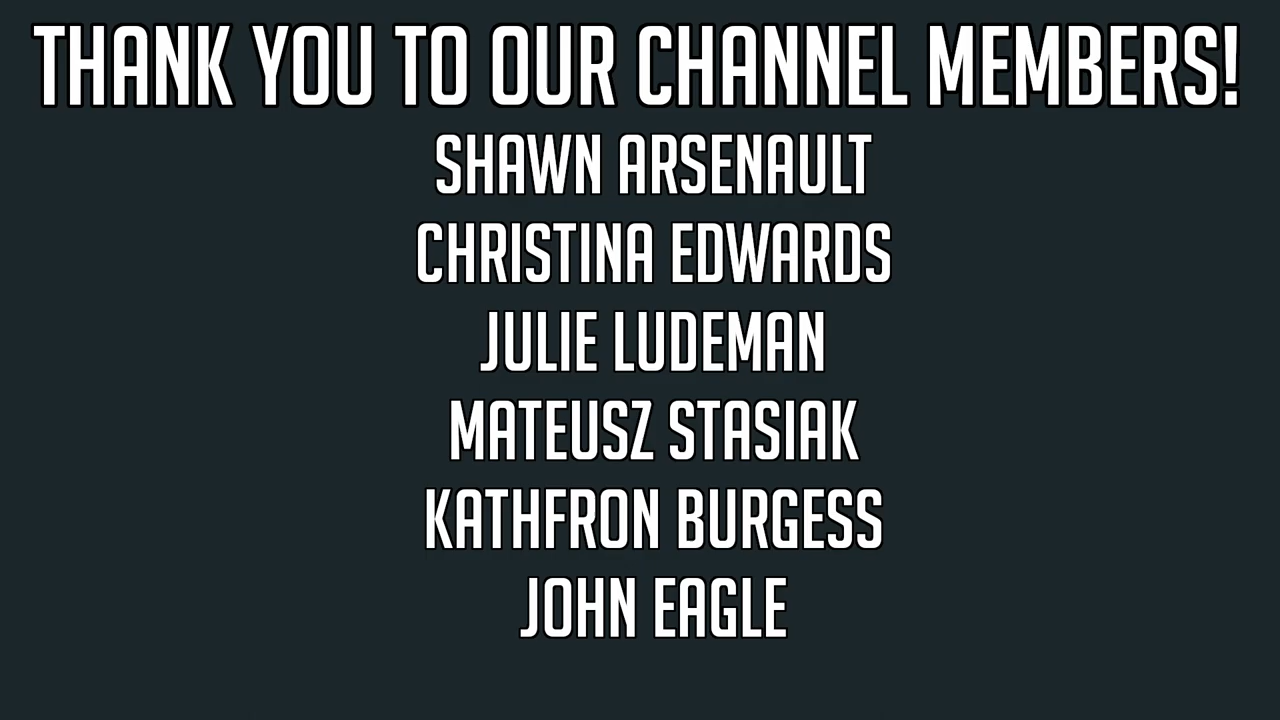 THANK YOU TO OUR CHANNEL MEMBERS!
SHAWN ARSENAULT
CHRISTINA EDWARDS
JULIE LUDEMAN
MATEUSZ STASIAK
KATHFRON BURGESS
JOHN EAGLE